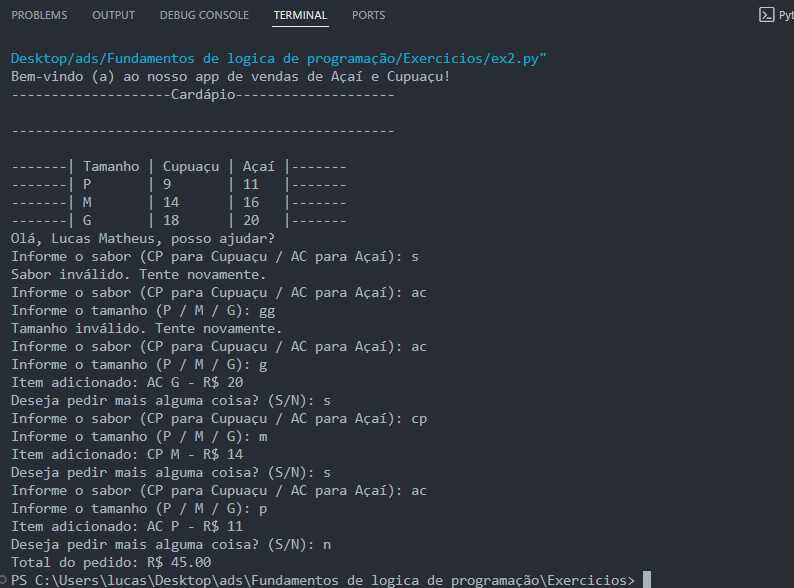 PROBLEMS OUTPUT DEBUG CONSOLE TERMINAL PORTS Pyt
Desktop/ads/Fundamentos de logica de programação/Exercicios/ex2.py"
Bem-vindo (a) ao nosso app de vendas de Açaí e Cupuaçu!
--------------------Cardápio--------------------
------------------------------------------------
-------| Tamanho | Cupuaçu | Açaí |-------
-------| P       | 9       | 11   |-------
-------| M       | 14      | 16   |-------
-------| G       | 18      | 20   |-------
Olá, Lucas Matheus, posso ajudar?
Informe o sabor (CP para Cupuaçu / AC para Açaí): s
Sabor inválido. Tente novamente.
Informe o sabor (CP para Cupuaçu / AC para Açaí): ac
Informe o tamanho (P / M / G): gg
Tamanho inválido. Tente novamente.
Informe o sabor (CP para Cupuaçu / AC para Açaí): ac
Informe o tamanho (P / M / G): g
Item adicionado: AC G - R$ 20
Deseja pedir mais alguma coisa? (S/N): s
Informe o sabor (CP para Cupuaçu / AC para Açaí): cp
Informe o tamanho (P / M / G): m
Item adicionado: CP M - R$ 14
Deseja pedir mais alguma coisa? (S/N): s
Informe o sabor (CP para Cupuaçu / AC para Açaí): ac
Informe o tamanho (P / M / G): p
Item adicionado: AC P - R$ 11
Deseja pedir mais alguma coisa? (S/N): n
Total do pedido: R$ 45.00
PS C:\Users\lucas\Desktop\ads\Fundamentos de logica de programação\Exercicios>